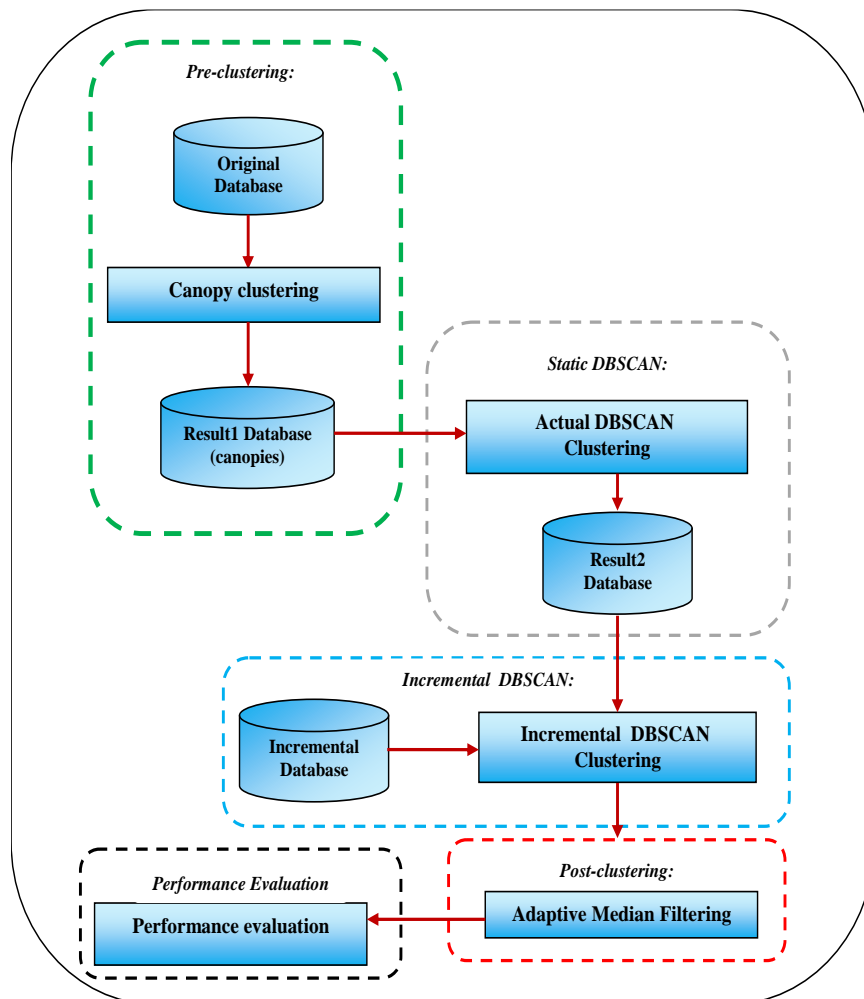 Pre-clustering:
Original
Database
Canopy clustering
Result1 Database
(canopies)
Static DBSCAN:
Actual DBSCAN
Clustering
Result2
Database
Incremental DBSCAN:
Incremental
Database
Incremental DBSCAN
Clustering
Post-clustering:
Adaptive Median Filtering
Performance Evaluation
Performance evaluation